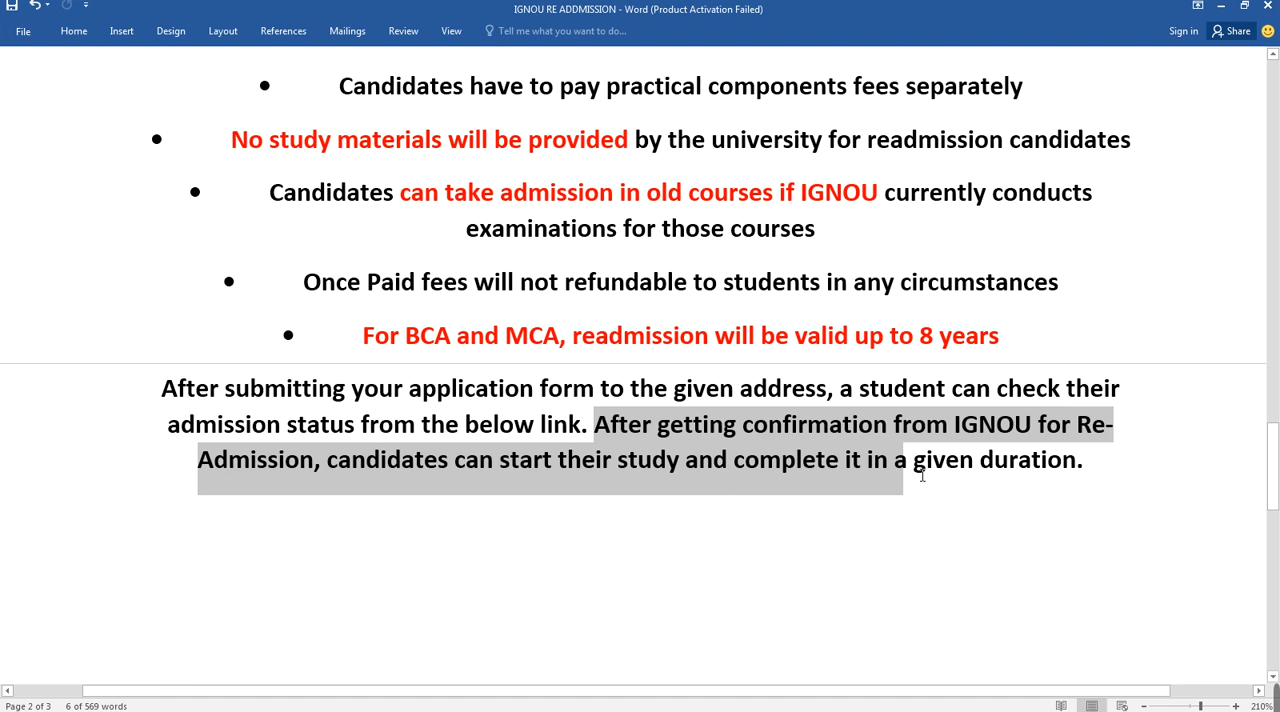 IGNOU RE ADDMISSION - Word (Product Activation Failed)
File Home Insert Design Layout References Mailings Review View Tell me what you want to do... Sign in Share
• Candidates have to pay practical components fees separately
• No study materials will be provided by the university for readmission candidates
• Candidates can take admission in old courses if IGNOU currently conducts
examinations for those courses
• Once Paid fees will not refundable to students in any circumstances
• For BCA and MCA, readmission will be valid up to 8 years
After submitting your application form to the given address, a student can check their
admission status from the below link. After getting confirmation from IGNOU for Re-
Admission, candidates can start their study and complete it in a given duration.
Page 2 of 3 6 of 569 words 210%